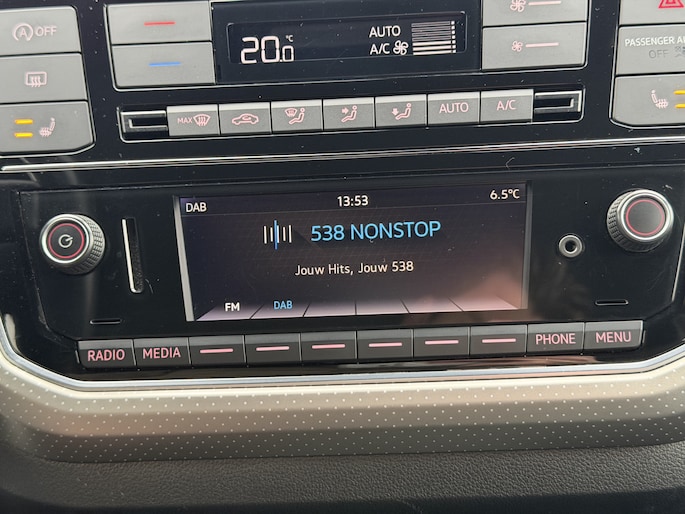 OFF
20.0 °C
AUTO
A/C
PASSENGER
OFF
MAX
AUTO
A/C
DAB
13:53
6.5°C
538 NONSTOP
Jouw Hits, Jouw 538
FM
DAB
RADIO
MEDIA
PHONE
MENU